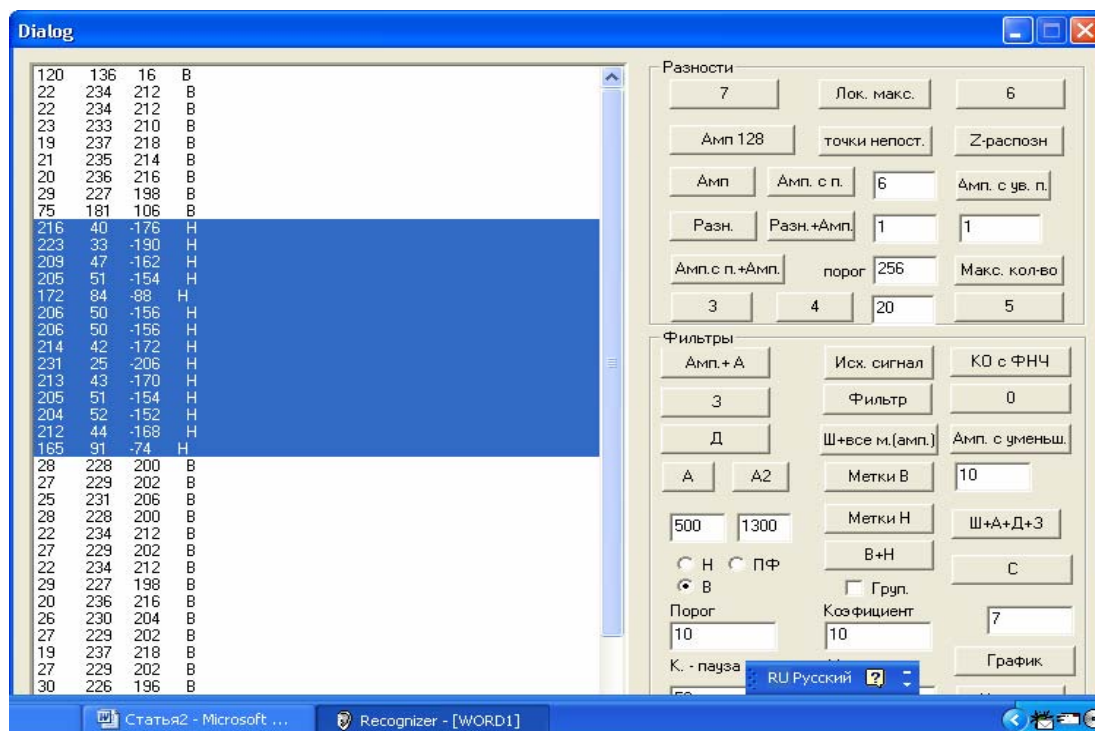 Dialog
120 136 16 В
22 234 212 В
22 234 212 В
23 233 210 В
19 237 218 В
21 235 214 В
20 236 216 В
29 227 198 В
75 181 106 В
216 40 -176 Н
223 33 -190 Н
209 47 -162 Н
205 51 -154 Н
172 84 -88 Н
206 50 -156 Н
206 50 -156 Н
214 42 -172 Н
231 25 -206 Н
213 43 -170 Н
205 51 -154 Н
204 52 -152 Н
212 44 -168 Н
165 91 -74 Н
28 228 200 В
27 229 202 В
25 231 206 В
28 228 200 В
22 234 212 В
27 229 202 В
22 234 212 В
29 227 198 В
20 236 216 В
26 230 204 В
27 229 202 В
19 237 218 В
27 229 202 В
30 226 196 В
Разности
7 Лок. макс. 6
Амп 128 точки непост. Z-распозн
Амп Амп. с п. 6 Амп. с ув. п.
Разн. Разн.+Амп. 1 1
Амп.с п.+Амп. порог 256 Макс. кол-во
3 4 20 5
Фильтры
Амп.+ А Исх. сигнал КО с ФНЧ
З Фильтр 0
Д Ш+все м.(амп.) Амп. с уменьш.
А А2 Метки В 10
500 1300 Метки Н Ш+А+Д+З
Н ПФ В+Н С
В Груп.
Порог Коэфициент 7
10 10
К. - пауза График
RU Русский
Статья2 - Microsoft ... Recognizer - [WORD1]